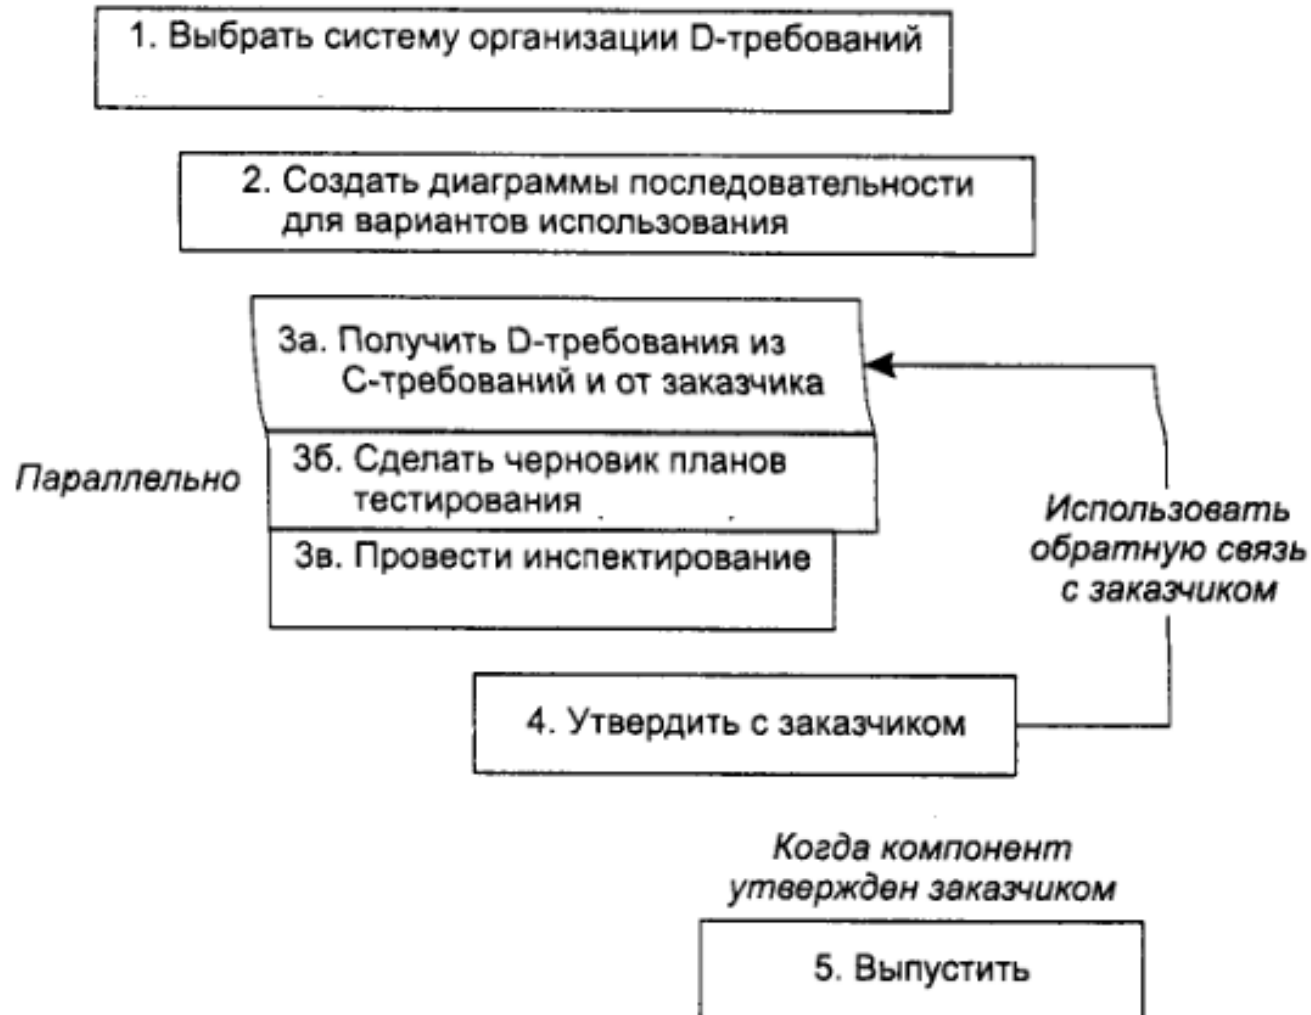 1. Выбрать систему организации D-требований
2. Создать диаграммы последовательности
для вариантов использования
3а. Получить D-требования из
С-требований и от заказчика
Параллельно
3б. Сделать черновик планов
тестирования
3в. Провести инспектирование
Использовать
обратную связь
с заказчиком
4. Утвердить с заказчиком
Когда компонент
утвержден заказчиком
5. Выпустить